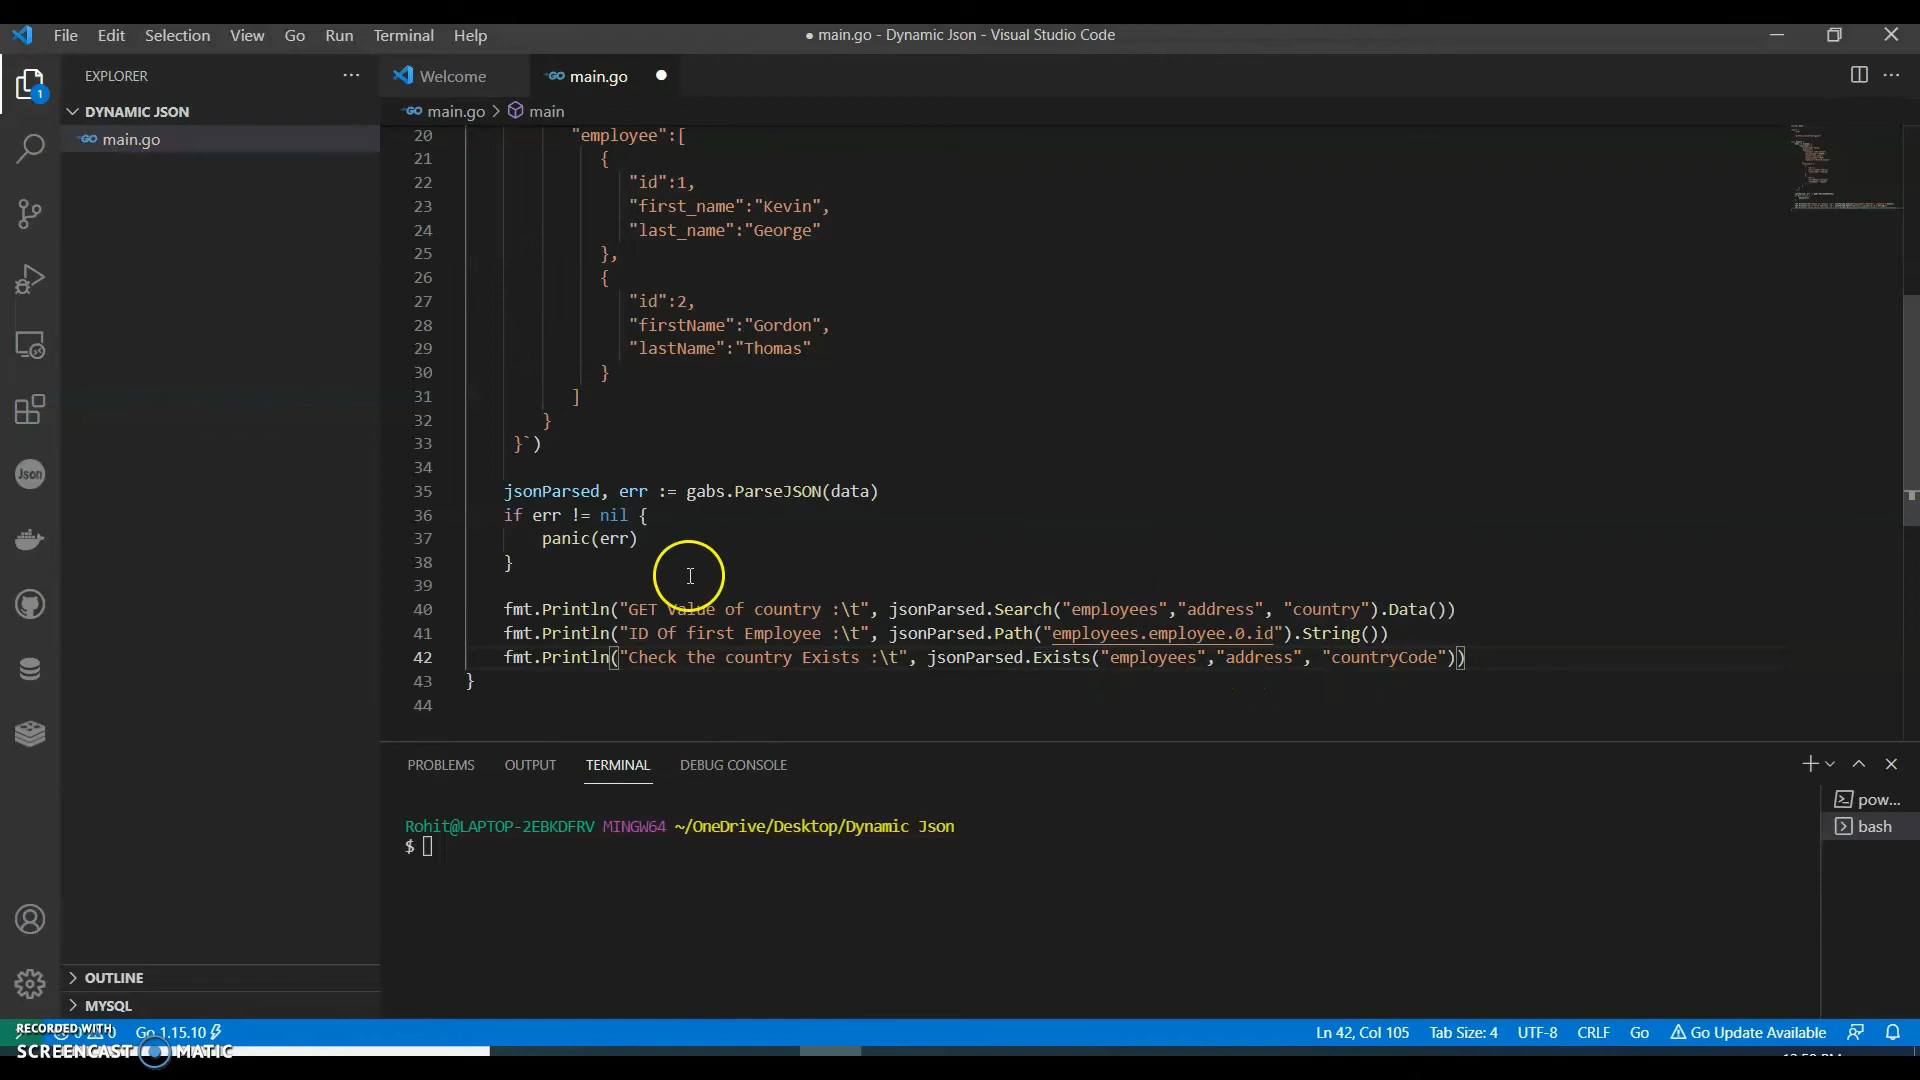 File Edit Selection View Go Run Terminal Help
● main.go - Dynamic Json - Visual Studio Code
EXPLORER
Welcome
main.go
DYNAMIC JSON
main.go
main.go > main
1
20 "employee":[
21 {
22 "id":1,
23 "first_name":"Kevin",
24 "last_name":"George"
25 },
26 {
27 "id":2,
28 "firstName":"Gordon",
29 "lastName":"Thomas"
30 }
31 ]
32 }
33 }`)
34
35 jsonParsed, err := gabs.ParseJSON(data)
36 if err != nil {
37 panic(err)
38 }
39
40 fmt.Println("GET Value of country :\t", jsonParsed.Search("employees","address", "country").Data())
41 fmt.Println("ID Of first Employee :\t", jsonParsed.Path("employees.employee.0.id").String())
42 fmt.Println("Check the country Exists :\t", jsonParsed.Exists("employees","address", "countryCode"))
43 }
44
Json
PROBLEMS OUTPUT TERMINAL DEBUG CONSOLE
pow...
bash
Rohit@LAPTOP-2EBKDFRV MINGW64 ~/OneDrive/Desktop/Dynamic Json
$
OUTLINE
MYSQL
0 0 Go 1.15.10
Ln 42, Col 105 Tab Size: 4 UTF-8 CRLF Go Go Update Available
RECORDED WITH
SCREENCAST MATIC